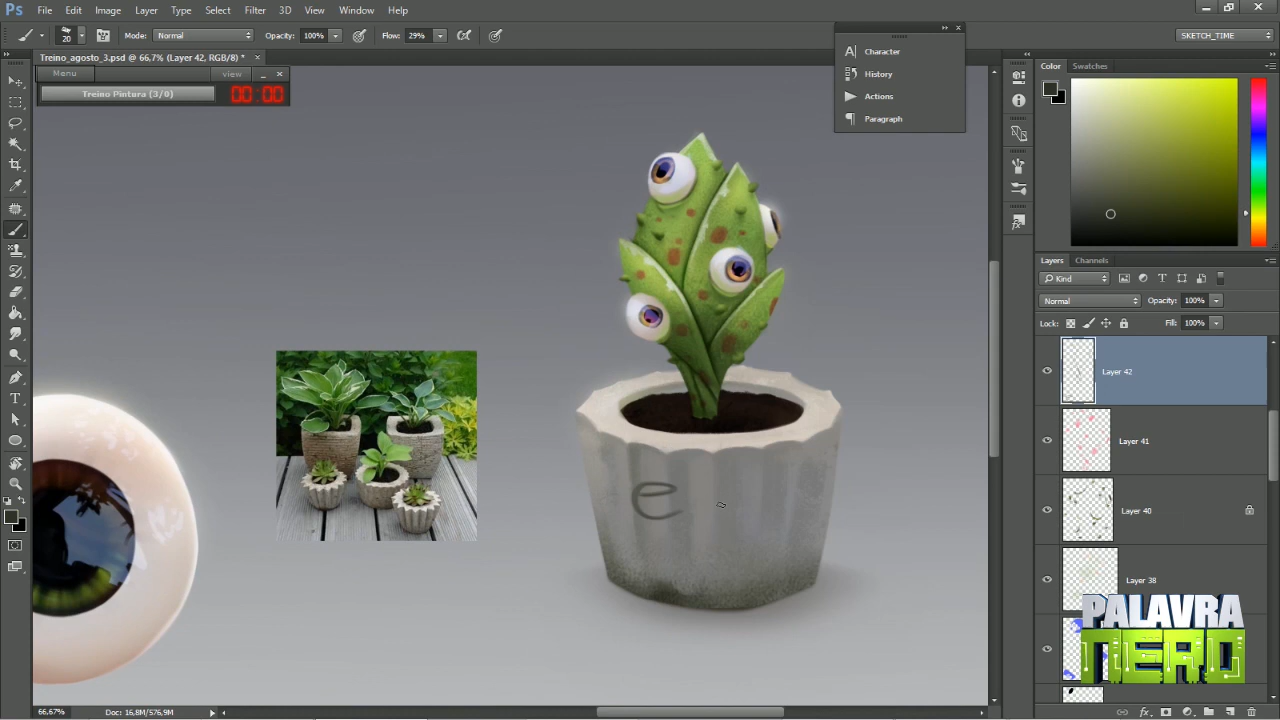 Ps File Edit Image Layer Type Select Filter 3D View Window Help
20 Mode: Normal Opacity: 100% Flow: 29% SKETCH_TIME
Treino_agosto_3.psd @ 66,7% (Layer 42, RGB/8) *
Menu view
Treino Pintura (3/0) 00:00
Character
History
Actions
Paragraph
Color Swatches
Layers Channels
Kind
Normal Opacity: 100%
Lock: Fill: 100%
Layer 42
Layer 41
Layer 40
Layer 38
e
PALAVRA
NERD
66,67% Doc: 16,8M/576,9M